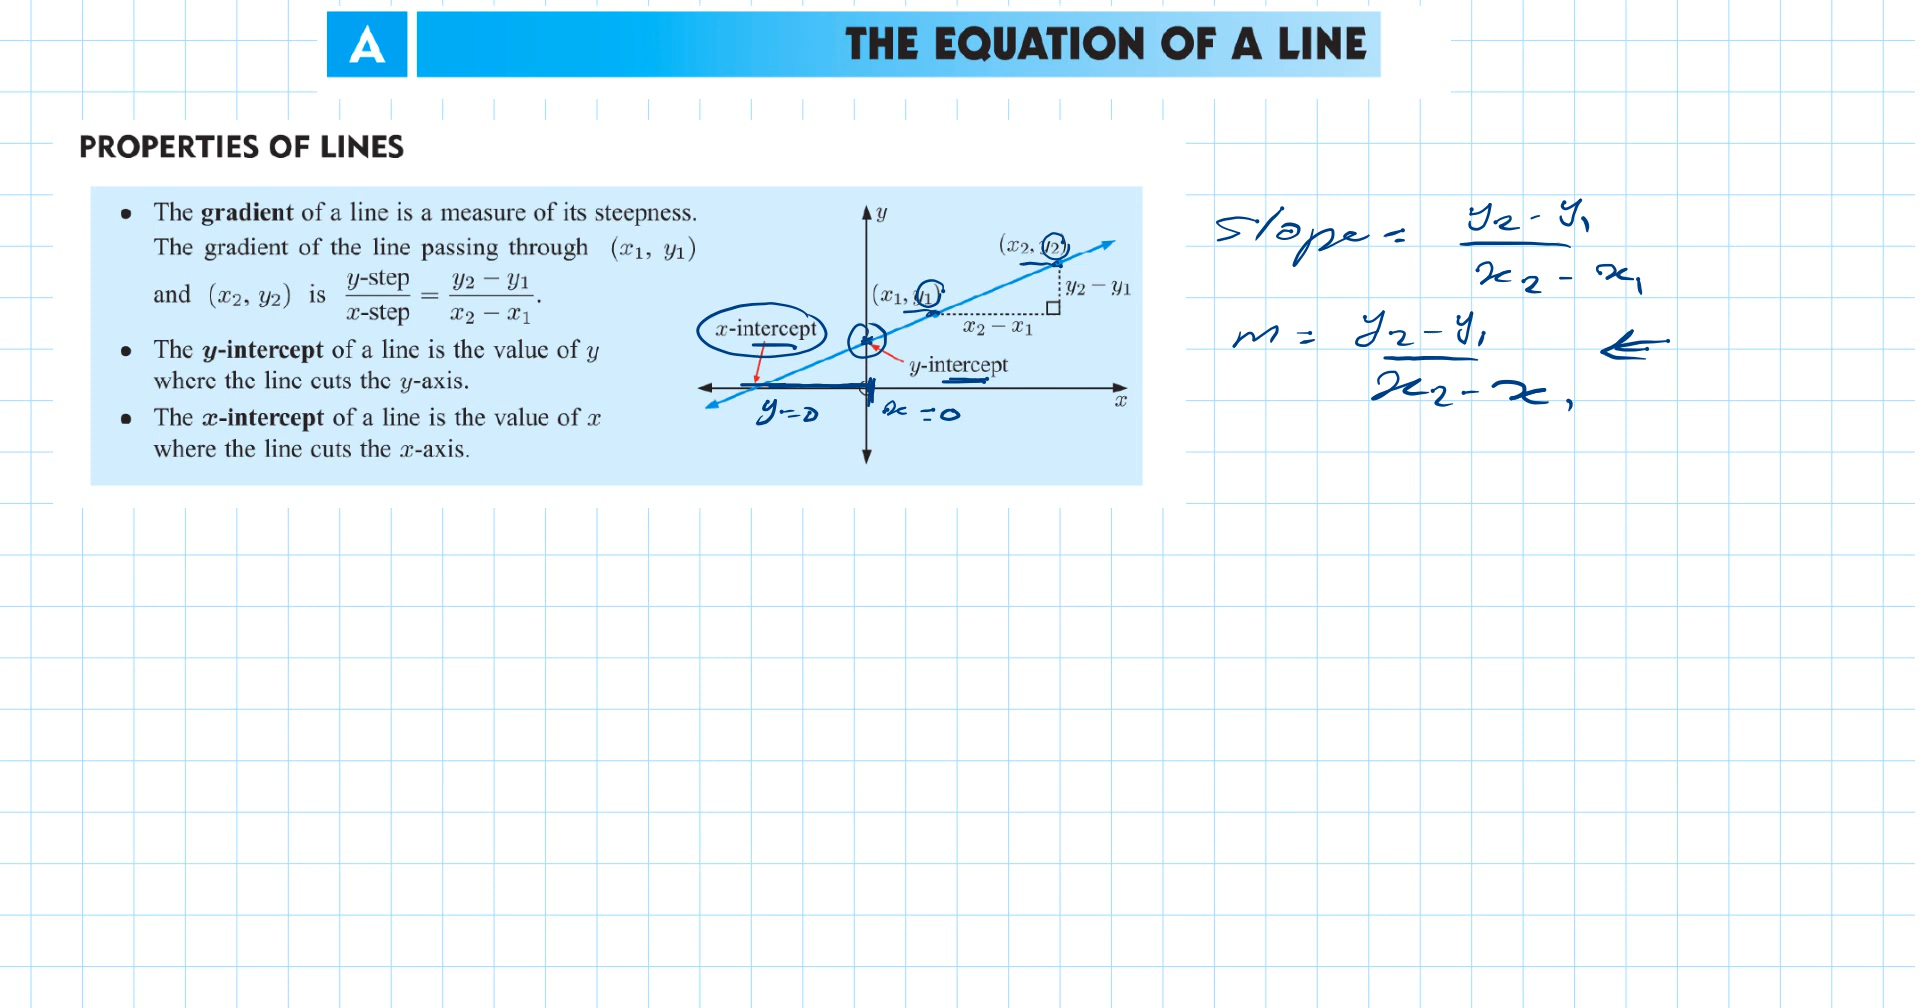 A THE EQUATION OF A LINE
PROPERTIES OF LINES
• The gradient of a line is a measure of its steepness.
The gradient of the line passing through (x₁, y₁)
and (x₂, y₂) is y-step / x-step = (y₂ − y₁) / (x₂ − x₁).
• The y-intercept of a line is the value of y
where the line cuts the y-axis.
• The x-intercept of a line is the value of x
where the line cuts the x-axis.
y
(x₂, y₂)
(x₁, y₁)
y₂ − y₁
x₂ − x₁
x-intercept
y-intercept
x
y=0
x=0
slope = (y₂ - y₁) / (x₂ - x₁)
m = (y₂ - y₁) / (x₂ - x₁) ⇐